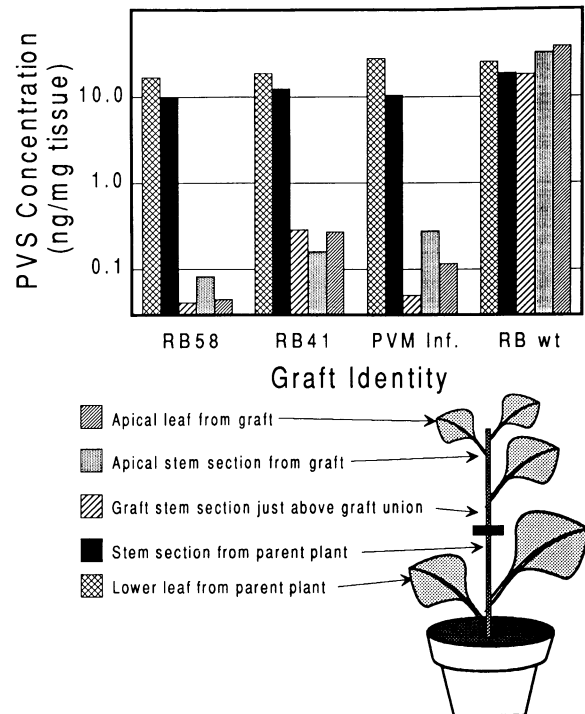 PVS Concentration
(ng/mg tissue)
10.0
1.0
0.1
RB58 RB41 PVM Inf. RB wt
Graft Identity
Apical leaf from graft
Apical stem section from graft
Graft stem section just above graft union
Stem section from parent plant
Lower leaf from parent plant